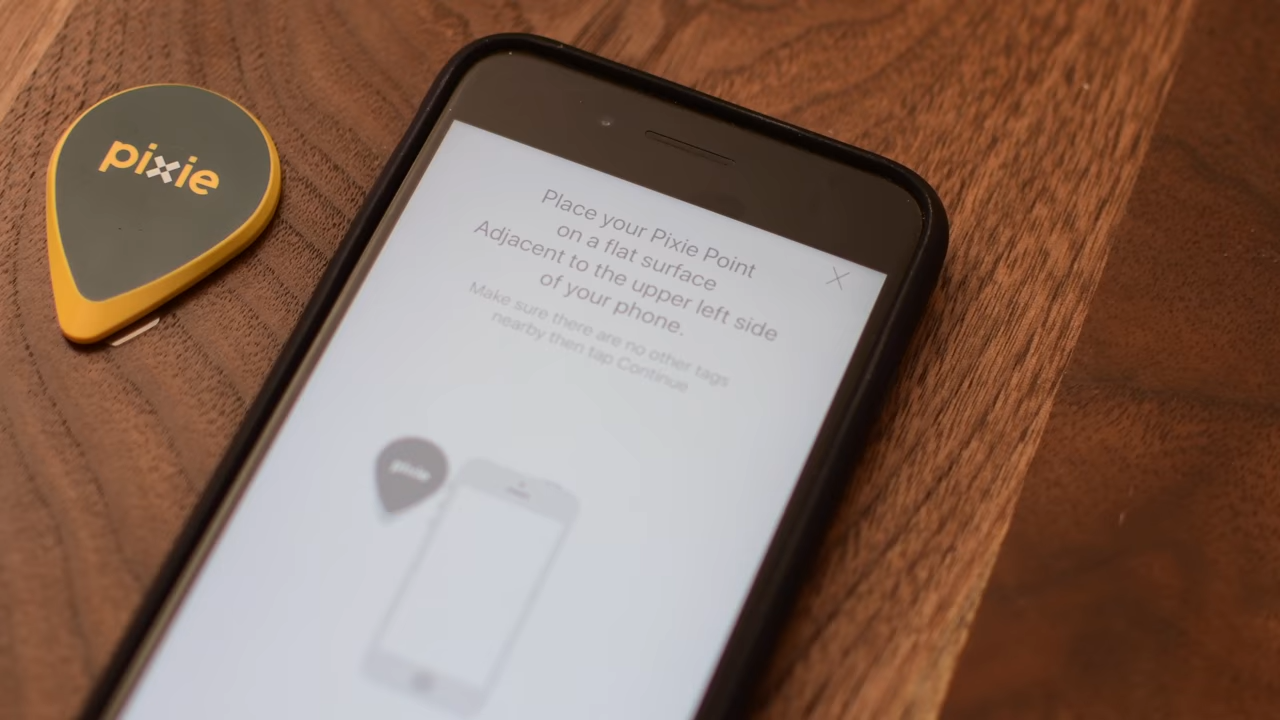 pixie
Place your Pixie Point
on a flat surface
Adjacent to the upper left side
of your phone.
Make sure there are no other tags
nearby then tap Continue
pixie